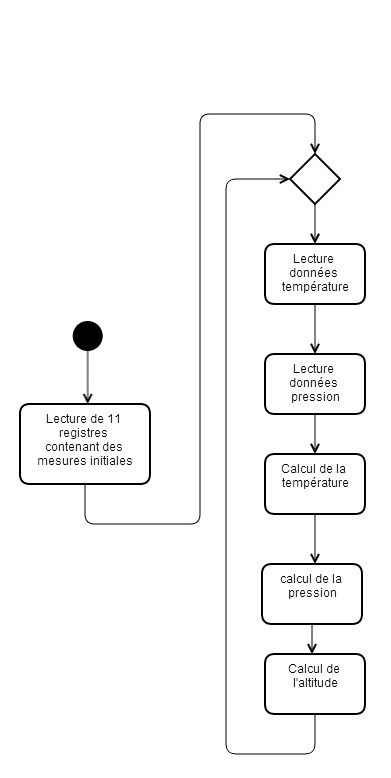 Lecture de 11
registres
contenant des
mesures initiales
Lecture
données
température
Lecture
données
pression
Calcul de la
température
calcul de la
pression
Calcul de
l'altitude